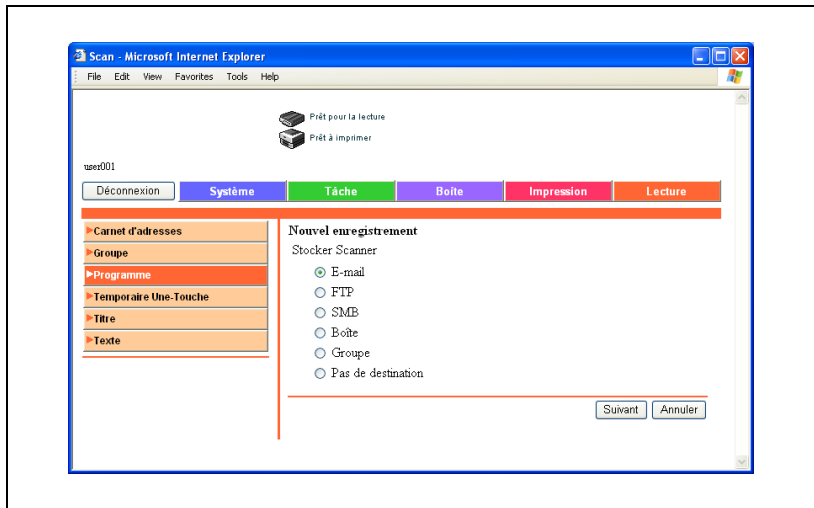 Scan - Microsoft Internet Explorer
File Edit View Favorites Tools Help
Prêt pour la lecture
Prêt à imprimer
user001
Déconnexion Système Tâche Boîte Impression Lecture
Carnet d'adresses
Groupe
Programme
Temporaire Une-Touche
Titre
Texte
Nouvel enregistrement
Stocker Scanner
E-mail
FTP
SMB
Boîte
Groupe
Pas de destination
Suivant Annuler